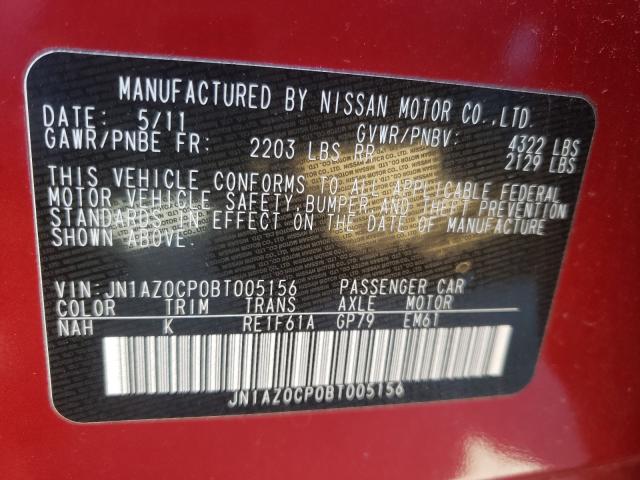 MANUFACTURED BY NISSAN MOTOR CO.,LTD.
DATE: 5/11 GVWR/PNBV: 4322 LBS
GAWR/PNBE FR: 2203 LBS RR 2129 LBS
THIS VEHICLE CONFORMS TO ALL APPLICABLE FEDERAL
MOTOR VEHICLE SAFETY,BUMPER AND THEFT PREVENTION
STANDARDS IN EFFECT ON THE DATE OF MANUFACTURE
SHOWN ABOVE.
VIN:JN1AZ0CP0BT005156 PASSENGER CAR
COLOR TRIM TRANS AXLE MOTOR
NAH K RE1F61A GP79 EM61
JN1AZ0CP0BT005156